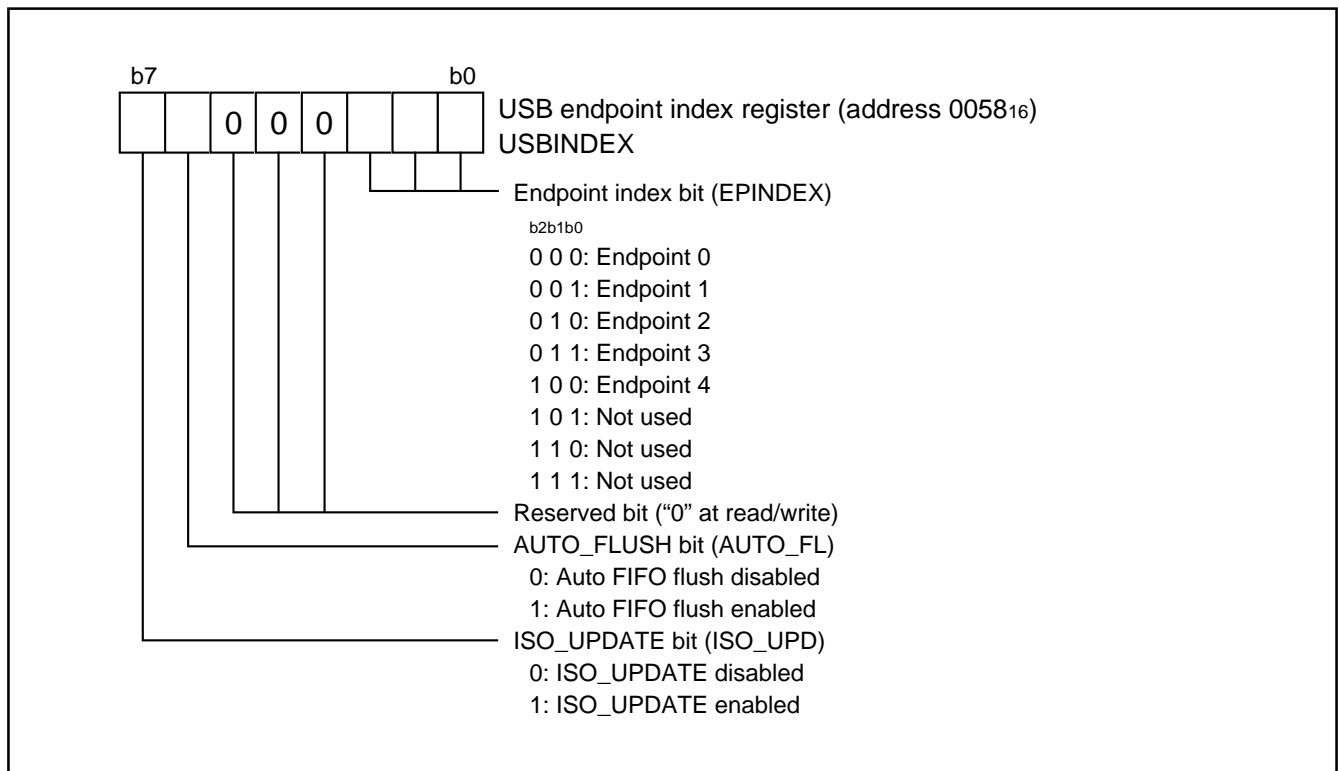 b7 b0
0 0 0
USB endpoint index register (address 005816)
USBINDEX
Endpoint index bit (EPINDEX)
b2b1b0
0 0 0: Endpoint 0
0 0 1: Endpoint 1
0 1 0: Endpoint 2
0 1 1: Endpoint 3
1 0 0: Endpoint 4
1 0 1: Not used
1 1 0: Not used
1 1 1: Not used
Reserved bit (“0” at read/write)
AUTO_FLUSH bit (AUTO_FL)
0: Auto FIFO flush disabled
1: Auto FIFO flush enabled
ISO_UPDATE bit (ISO_UPD)
0: ISO_UPDATE disabled
1: ISO_UPDATE enabled